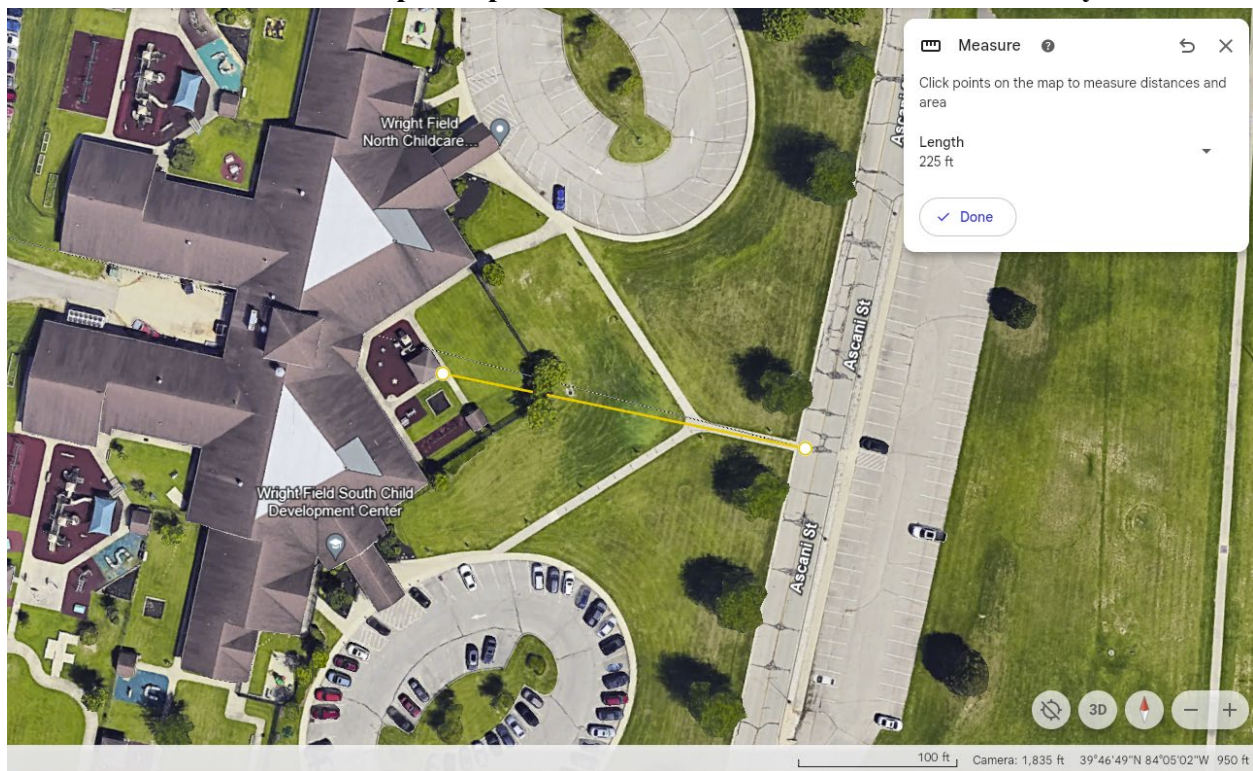 Wright Field
North Childcare...
Wright Field South Child
Development Center
Ascani St
Ascani St
Measure
Click points on the map to measure distances and
area
Length
225 ft
Done
3D
100 ft
Camera: 1,835 ft 39°46'49"N 84°05'02"W 950 ft